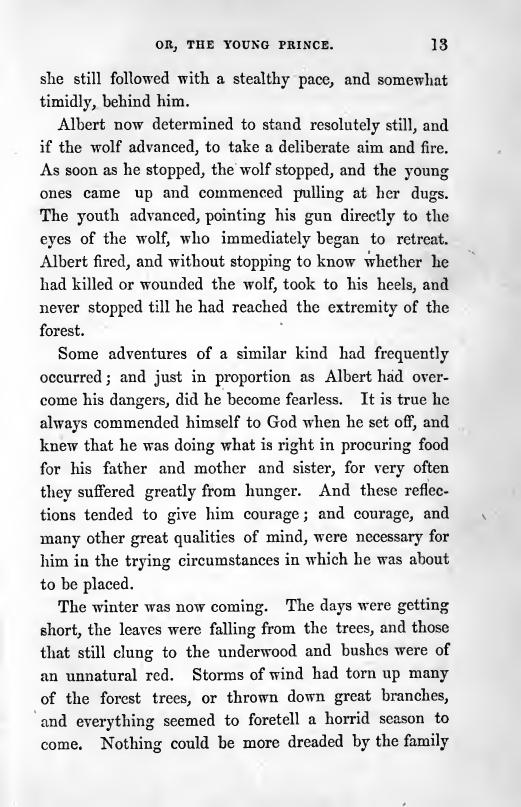 OR, THE YOUNG PRINCE. 13
she still followed with a stealthy pace, and somewhat
timidly, behind him.
Albert now determined to stand resolutely still, and
if the wolf advanced, to take a deliberate aim and fire.
As soon as he stopped, the wolf stopped, and the young
ones came up and commenced pulling at her dugs.
The youth advanced, pointing his gun directly to the
eyes of the wolf, who immediately began to retreat.
Albert fired, and without stopping to know whether he
had killed or wounded the wolf, took to his heels, and
never stopped till he had reached the extremity of the
forest.
Some adventures of a similar kind had frequently
occurred; and just in proportion as Albert had over-
come his dangers, did he become fearless. It is true he
always commended himself to God when he set off, and
knew that he was doing what is right in procuring food
for his father and mother and sister, for very often
they suffered greatly from hunger. And these reflec-
tions tended to give him courage; and courage, and
many other great qualities of mind, were necessary for
him in the trying circumstances in which he was about
to be placed.
The winter was now coming. The days were getting
short, the leaves were falling from the trees, and those
that still clung to the underwood and bushes were of
an unnatural red. Storms of wind had torn up many
of the forest trees, or thrown down great branches,
and everything seemed to foretell a horrid season to
come. Nothing could be more dreaded by the family